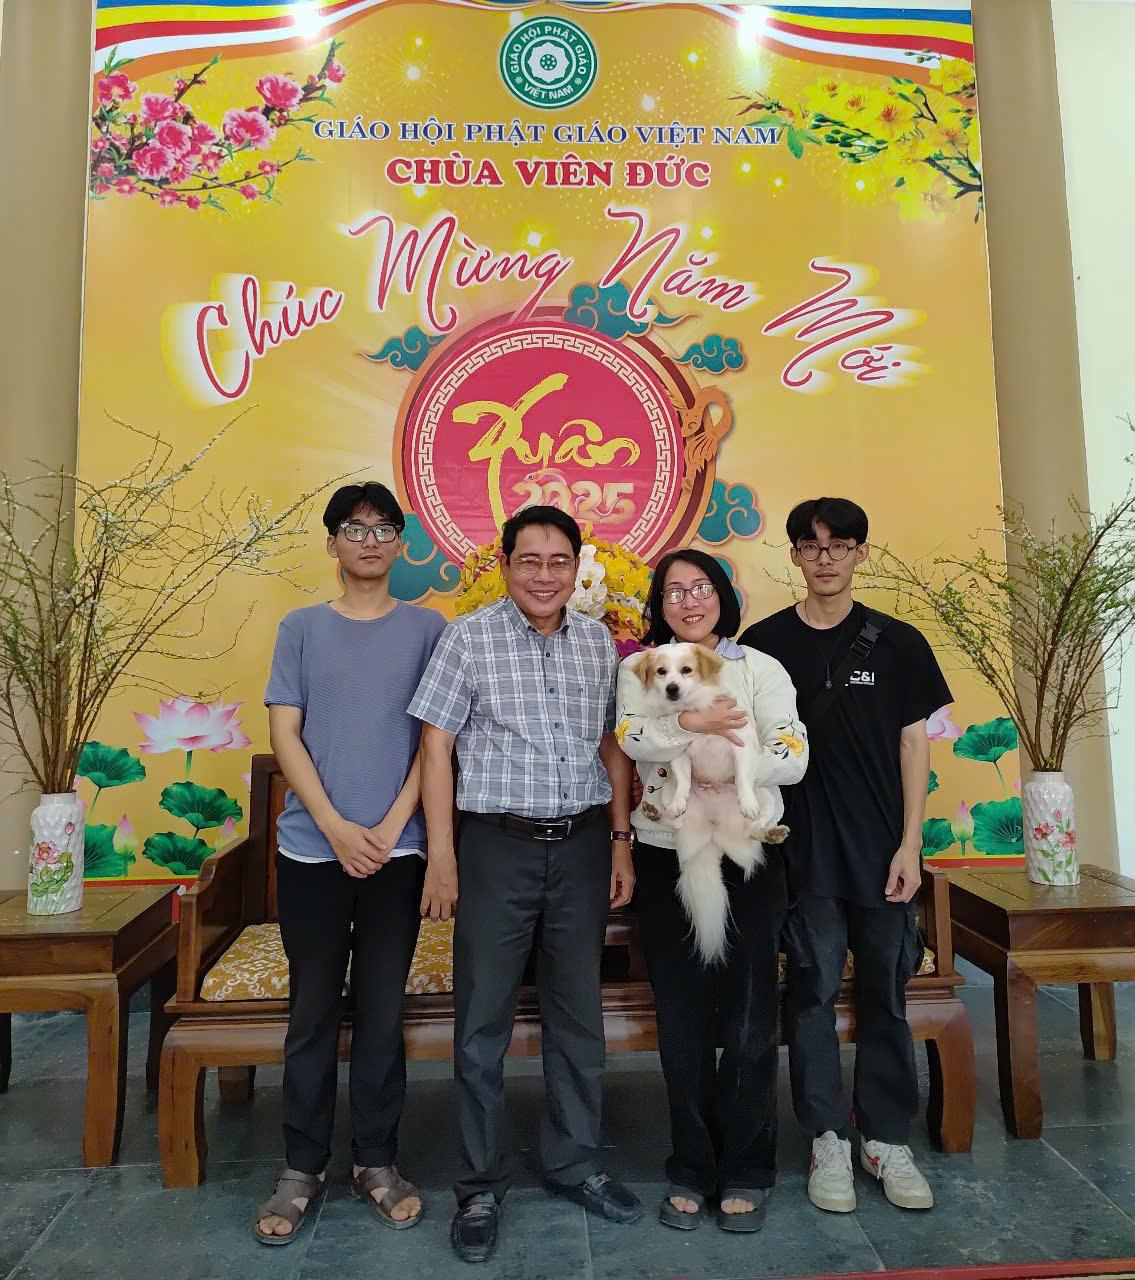 GIÁO HỘI PHẬT GIÁO
VIỆT NAM
GIÁO HỘI PHẬT GIÁO VIỆT NAM
CHÙA VIÊN ĐỨC
Chúc Mừng Năm Mới
Xuân
2025
C&I